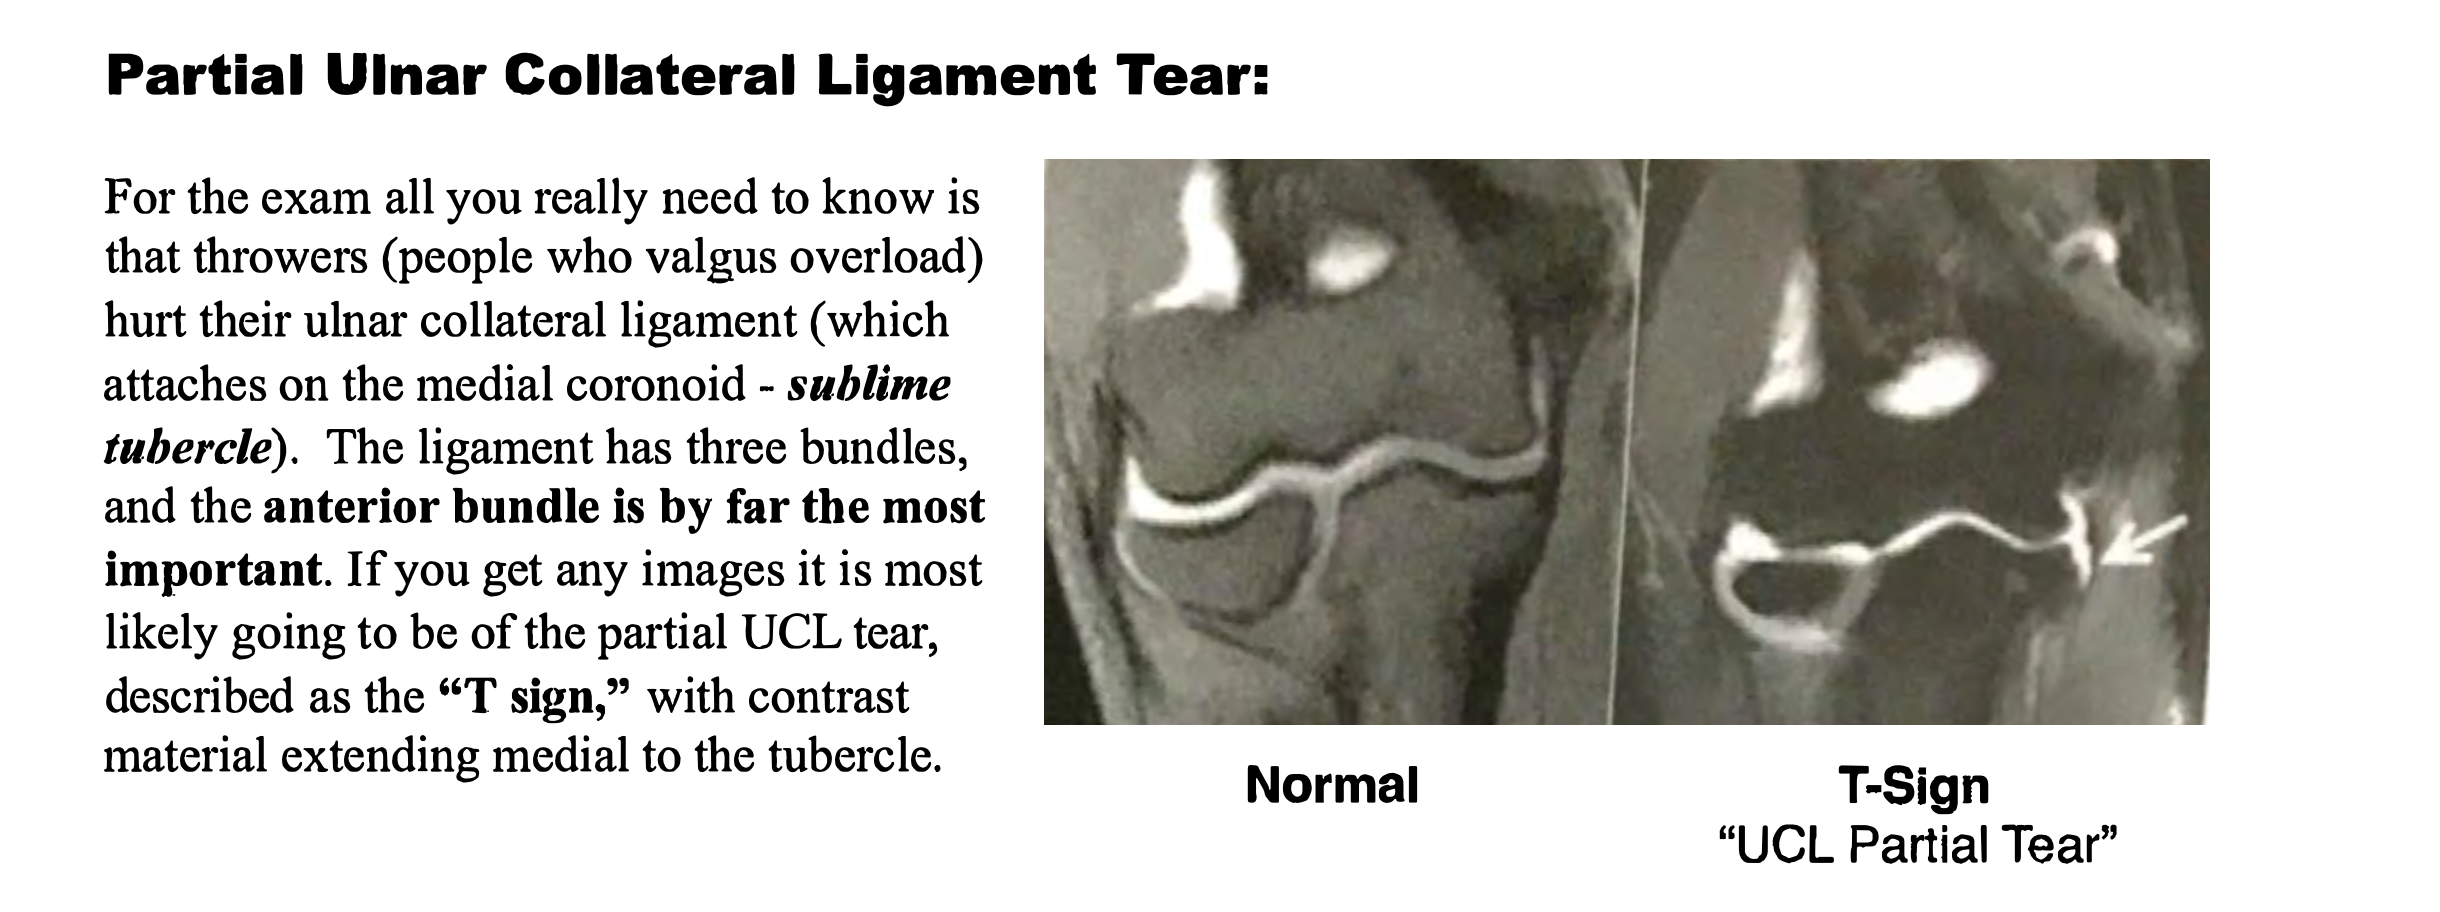 Partial Ulnar Collateral Ligament Tear:
For the exam all you really need to know is
that throwers (people who valgus overload)
hurt their ulnar collateral ligament (which
attaches on the medial coronoid - sublime
tubercle). The ligament has three bundles,
and the anterior bundle is by far the most
important. If you get any images it is most
likely going to be of the partial UCL tear,
described as the “T sign,” with contrast
material extending medial to the tubercle.
Normal
T-Sign
“UCL Partial Tear”